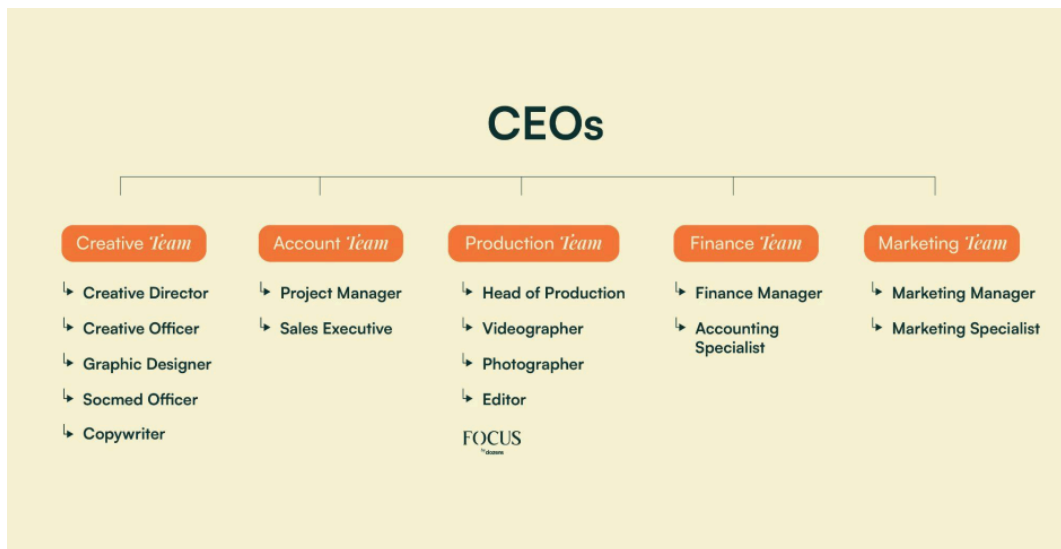 CEOs
Creative Team
Creative Director
Creative Officer
Graphic Designer
Socmed Officer
Copywriter
Account Team
Project Manager
Sales Executive
Production Team
Head of Production
Videographer
Photographer
Editor
FOCUS
by
Finance Team
Finance Manager
Accounting
Specialist
Marketing Team
Marketing Manager
Marketing Specialist